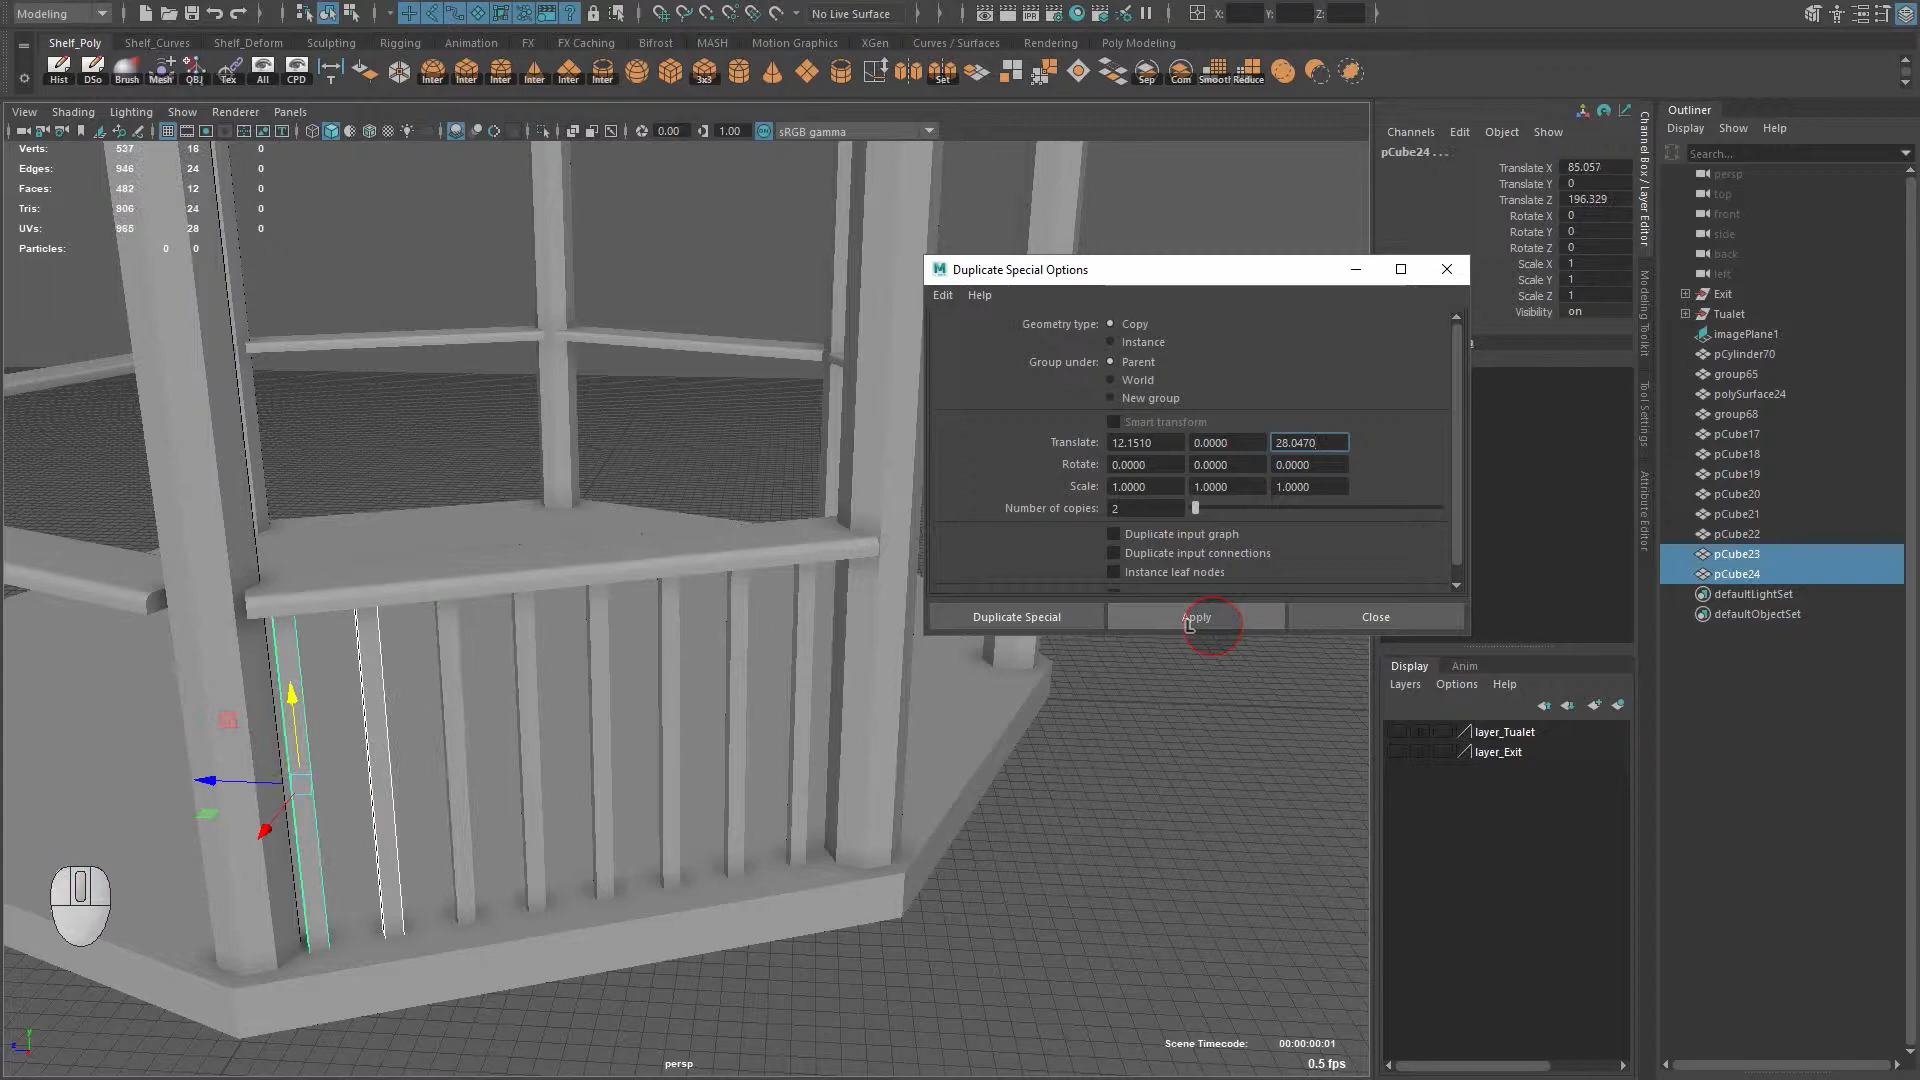 Modeling No Live Surface X: Y: Z:
Shelf_Poly Shelf_Curves Shelf_Deform Sculpting Rigging Animation FX FX Caching Bifrost MASH Motion Graphics XGen Curves / Surfaces Rendering Poly Modeling
Hist DSo Brush Mesh OBJ Tex All CPD Inter Inter Inter Inter Inter Inter 3x3 Set Sep Com Smooth Reduce
View Shading Lighting Show Renderer Panels
0.00 1.00 sRGB gamma
Verts: 537 16 0
Edges: 946 24 0
Faces: 482 12 0
Tris: 906 24 0
UVs: 965 28 0
Particles: 0 0
Duplicate Special Options
Edit Help
Geometry type: Copy
Instance
Group under: Parent
World
New group
Smart transform
Translate: 12.1510 0.0000 28.0470
Rotate: 0.0000 0.0000 0.0000
Scale: 1.0000 1.0000 1.0000
Number of copies: 2
Duplicate input graph
Duplicate input connections
Instance leaf nodes
Duplicate Special Apply Close
Channels Edit Object Show
pCube24 . . .
Translate X 85.057
Translate Y 0
Translate Z 196.329
Rotate X 0
Rotate Y 0
Rotate Z 0
Scale X 1
Scale Y 1
Scale Z 1
Visibility on
Channel Box / Layer Editor
Modeling Toolkit
Tool Settings
Attribute Editor
Display Anim
Layers Options Help
layer_Tualet
layer_Exit
Outliner
Display Show Help
Search...
persp
top
front
side
back
left
Exit
Tualet
imagePlane1
pCylinder70
group65
polySurface24
group68
pCube17
pCube18
pCube19
pCube20
pCube21
pCube22
pCube23
pCube24
defaultLightSet
defaultObjectSet
Scene Timecode: 00:00:00:01
persp
0.5 fps